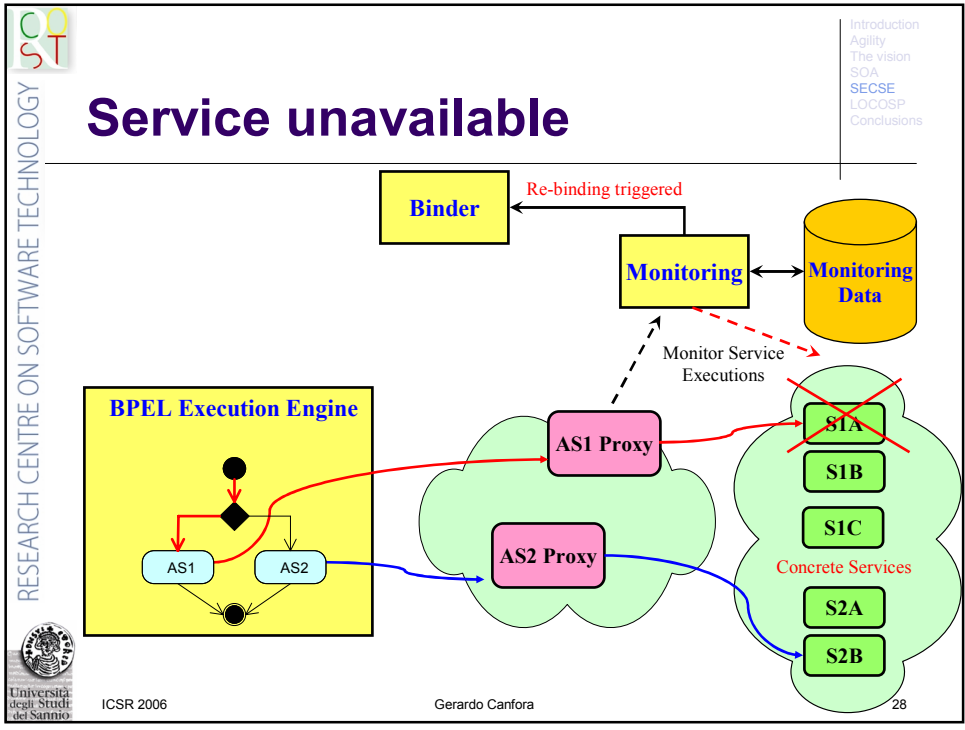 CROST
RESEARCH CENTRE ON SOFTWARE TECHNOLOGY
Introduction
Agility
The vision
SOA
SECSE
LOCOSP
Conclusions
Service unavailable
Binder
Re-binding triggered
Monitoring
Monitoring
Data
Monitor Service
Executions
BPEL Execution Engine
AS1
AS2
AS1 Proxy
AS2 Proxy
S1A
S1B
S1C
Concrete Services
S2A
S2B
Università
degli Studi
del Sannio
ICSR 2006
Gerardo Canfora
28